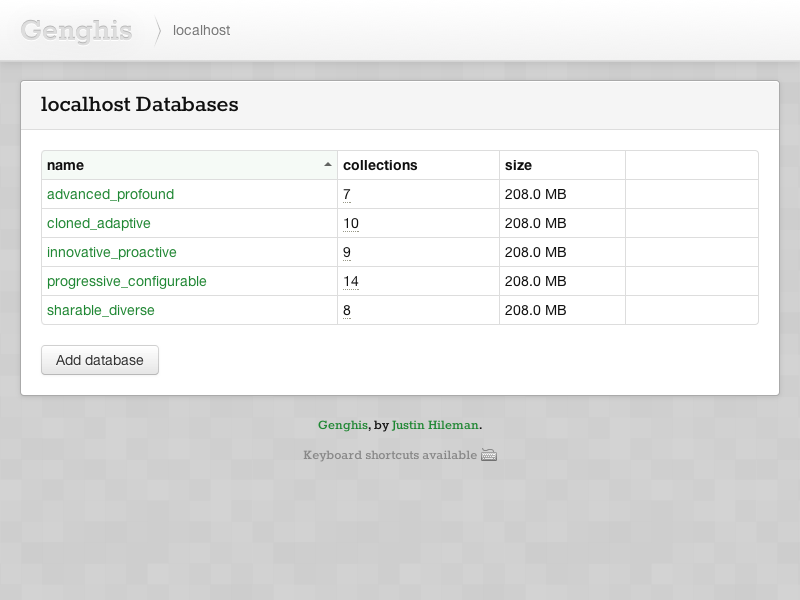 Genghis localhost
localhost Databases
name collections size
advanced_profound 7 208.0 MB
cloned_adaptive 10 208.0 MB
innovative_proactive 9 208.0 MB
progressive_configurable 14 208.0 MB
sharable_diverse 8 208.0 MB
Add database
Genghis, by Justin Hileman.
Keyboard shortcuts available